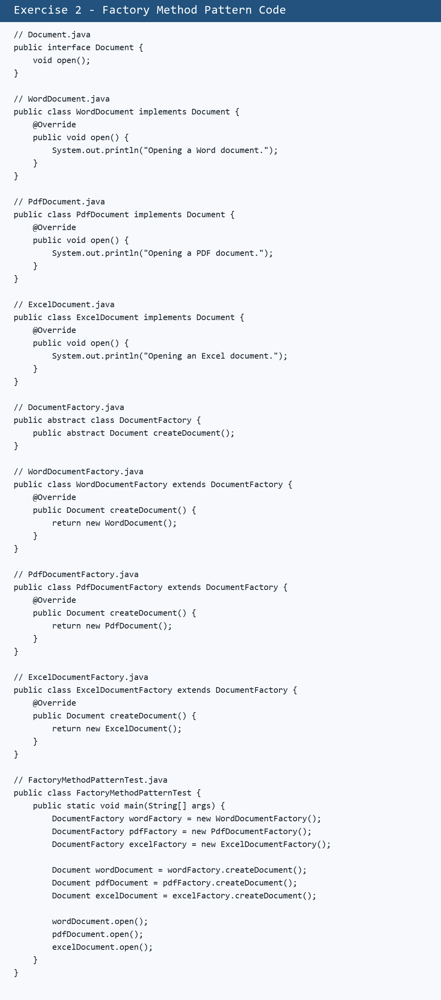 Exercise 2 - Factory Method Pattern Code
// Document.java
public interface Document {
    void open();
}

// WordDocument.java
public class WordDocument implements Document {
    @Override
    public void open() {
        System.out.println("Opening a Word document.");
    }
}

// PdfDocument.java
public class PdfDocument implements Document {
    @Override
    public void open() {
        System.out.println("Opening a PDF document.");
    }
}

// ExcelDocument.java
public class ExcelDocument implements Document {
    @Override
    public void open() {
        System.out.println("Opening an Excel document.");
    }
}

// DocumentFactory.java
public abstract class DocumentFactory {
    public abstract Document createDocument();
}

// WordDocumentFactory.java
public class WordDocumentFactory extends DocumentFactory {
    @Override
    public Document createDocument() {
        return new WordDocument();
    }
}

// PdfDocumentFactory.java
public class PdfDocumentFactory extends DocumentFactory {
    @Override
    public Document createDocument() {
        return new PdfDocument();
    }
}

// ExcelDocumentFactory.java
public class ExcelDocumentFactory extends DocumentFactory {
    @Override
    public Document createDocument() {
        return new ExcelDocument();
    }
}

// FactoryMethodPatternTest.java
public class FactoryMethodPatternTest {
    public static void main(String[] args) {
        DocumentFactory wordFactory = new WordDocumentFactory();
        DocumentFactory pdfFactory = new PdfDocumentFactory();
        DocumentFactory excelFactory = new ExcelDocumentFactory();

        Document wordDocument = wordFactory.createDocument();
        Document pdfDocument = pdfFactory.createDocument();
        Document excelDocument = excelFactory.createDocument();

        wordDocument.open();
        pdfDocument.open();
        excelDocument.open();
    }
}